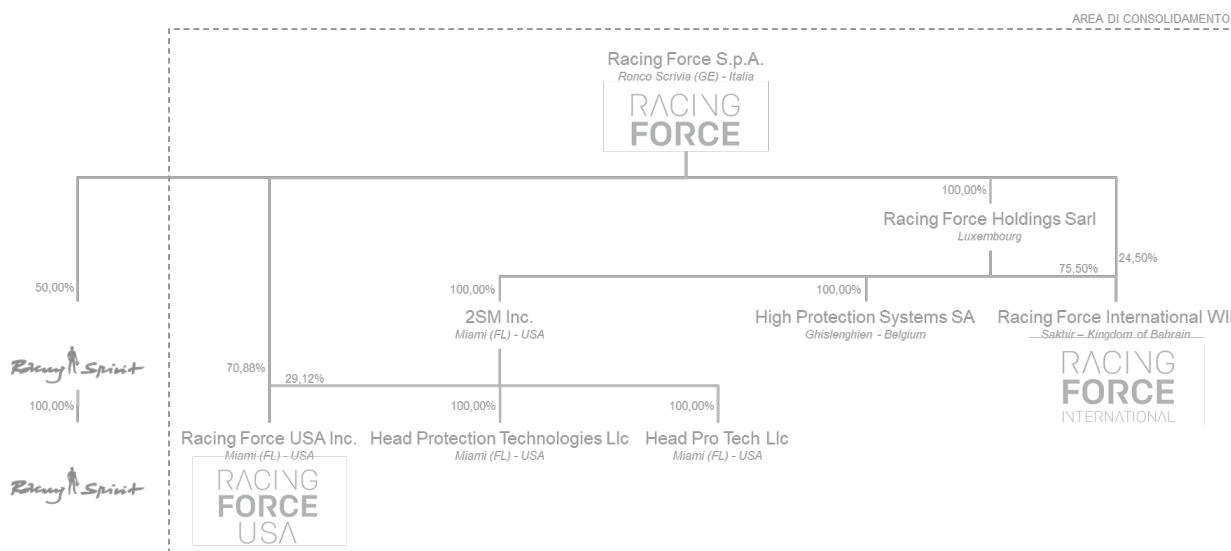 AREA DI CONSOLIDAMENTO
Racing Force S.p.A.
Ronco Scrivia (GE) - Italia
RACING
FORCE
100,00%
Racing Force Holdings Sarl
Luxembourg
24,50%
75,50%
50,00%
100,00%
100,00%
2SM Inc.
Miami (FL) - USA
High Protection Systems SA
Ghislenghien - Belgium
Racing Force International Wll
Sakhir – Kingdom of Bahrain
RACING
FORCE
INTERNATIONAL
Racing Spirit
70,88%
29,12%
100,00%
100,00%
100,00%
Racing Force USA Inc.
Miami (FL) - USA
Head Protection Technologies Llc
Miami (FL) - USA
Head Pro Tech Llc
Miami (FL) - USA
RACING
FORCE
USA
Racing Spirit